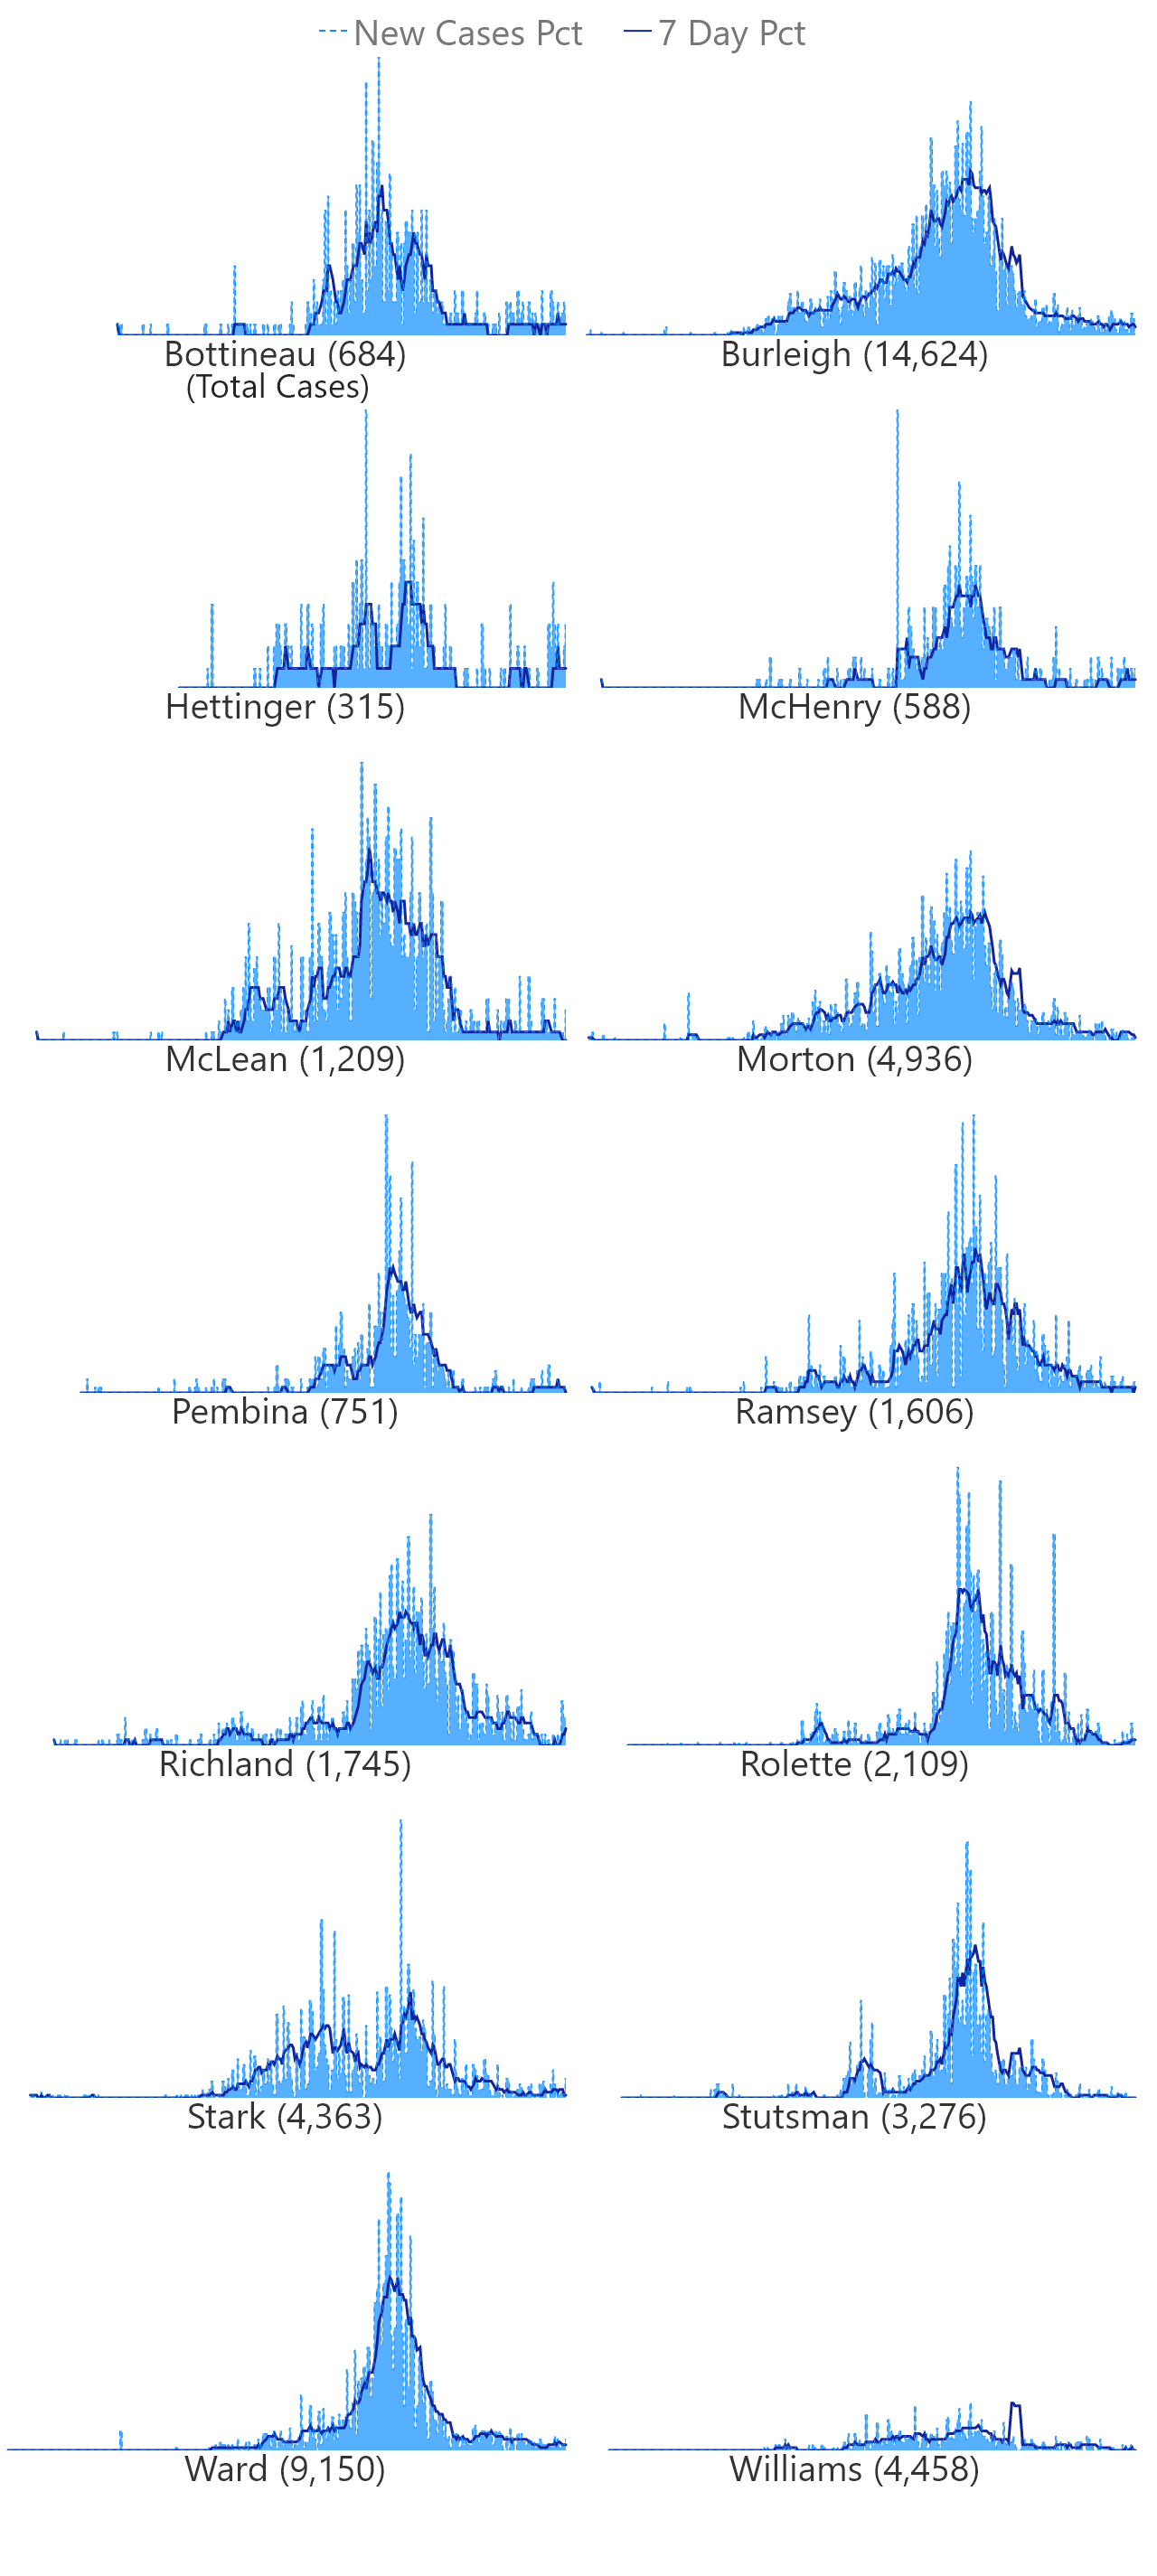 New Cases Pct 7 Day Pct
Bottineau (684) Burleigh (14,624)
(Total Cases)
Hettinger (315) McHenry (588)
McLean (1,209) Morton (4,936)
Pembina (751) Ramsey (1,606)
Richland (1,745) Rolette (2,109)
Stark (4,363) Stutsman (3,276)
Ward (9,150) Williams (4,458)